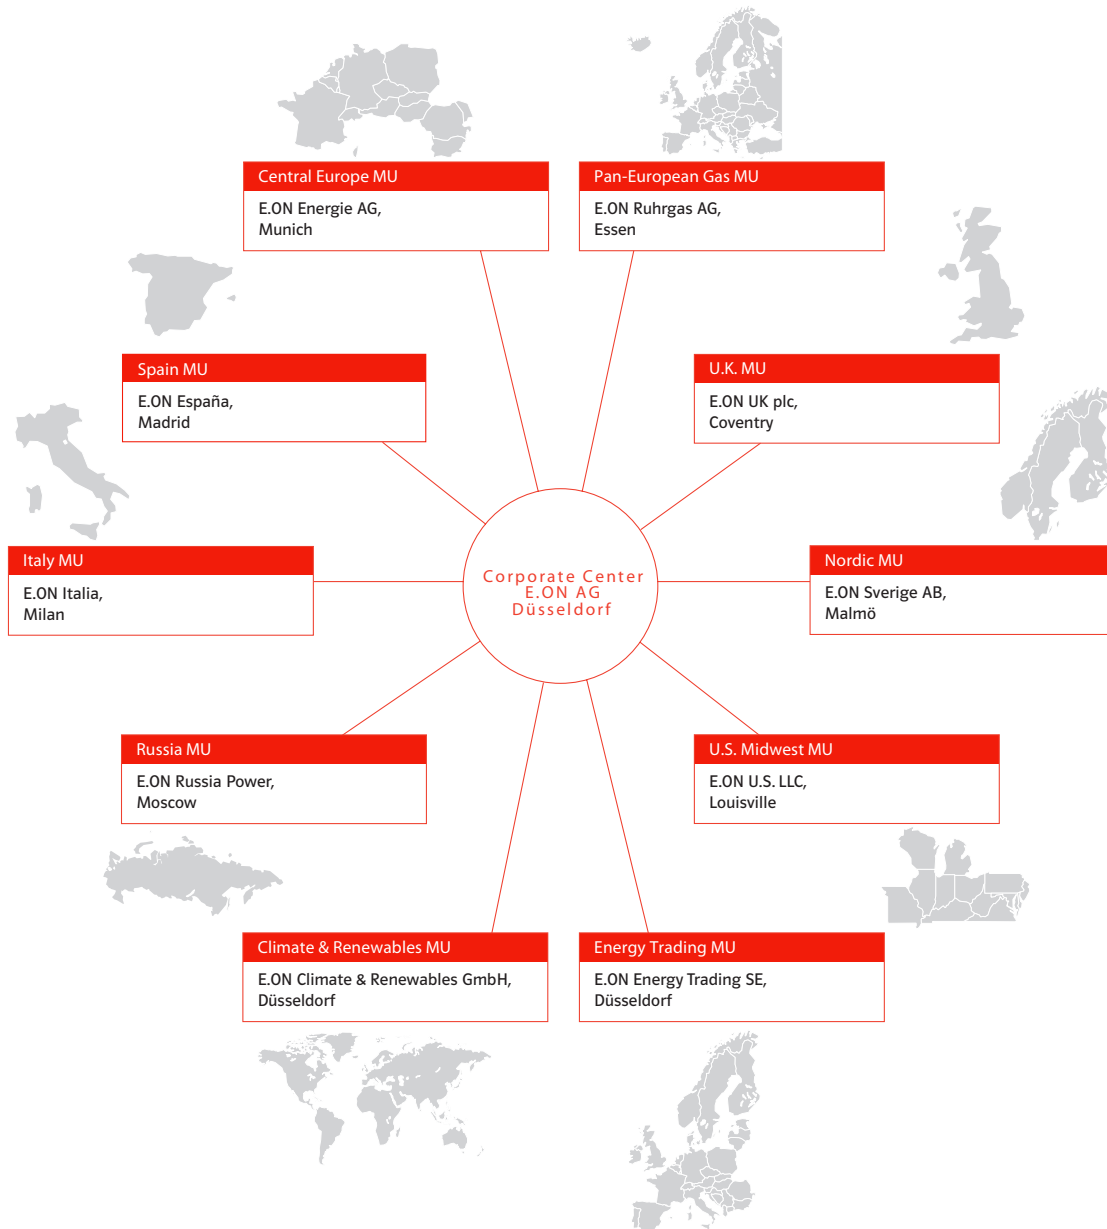 Central Europe MU
E.ON Energie AG,
Munich
Pan-European Gas MU
E.ON Ruhrgas AG,
Essen
Spain MU
E.ON España,
Madrid
U.K. MU
E.ON UK plc,
Coventry
Italy MU
E.ON Italia,
Milan
Corporate Center
E.ON AG
Düsseldorf
Nordic MU
E.ON Sverige AB,
Malmö
Russia MU
E.ON Russia Power,
Moscow
U.S. Midwest MU
E.ON U.S. LLC,
Louisville
Climate & Renewables MU
E.ON Climate & Renewables GmbH,
Düsseldorf
Energy Trading MU
E.ON Energy Trading SE,
Düsseldorf